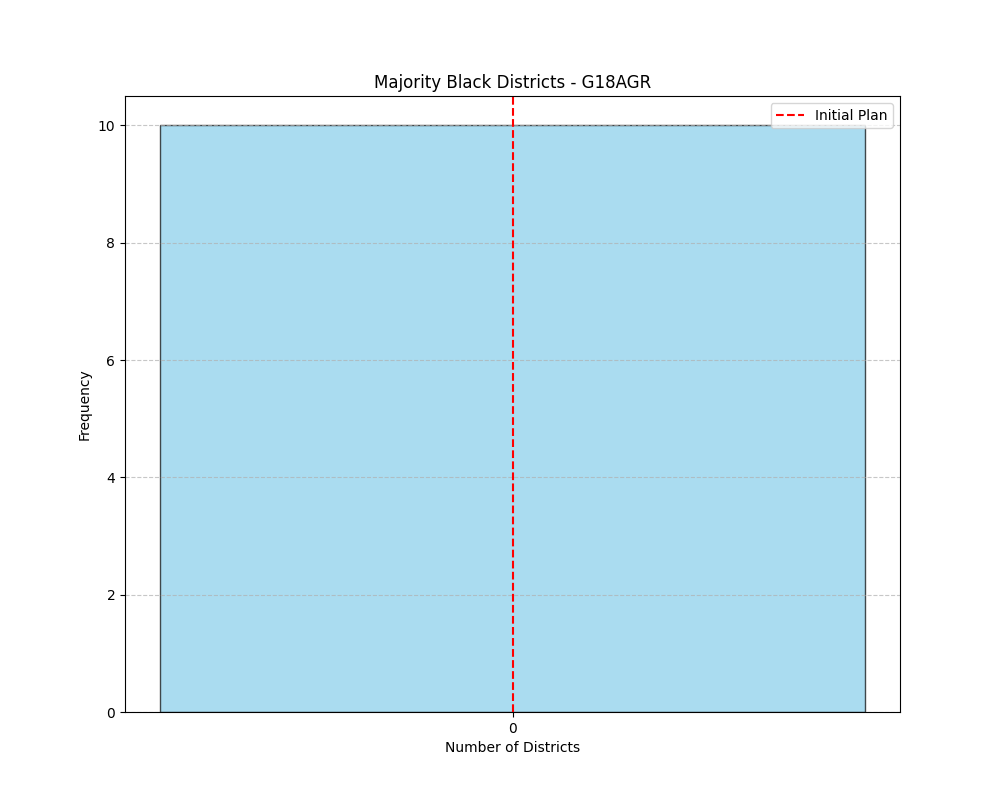 Majority Black Districts - G18AGR
Initial Plan
10
8
6
4
2
0
Frequency
0
Number of Districts